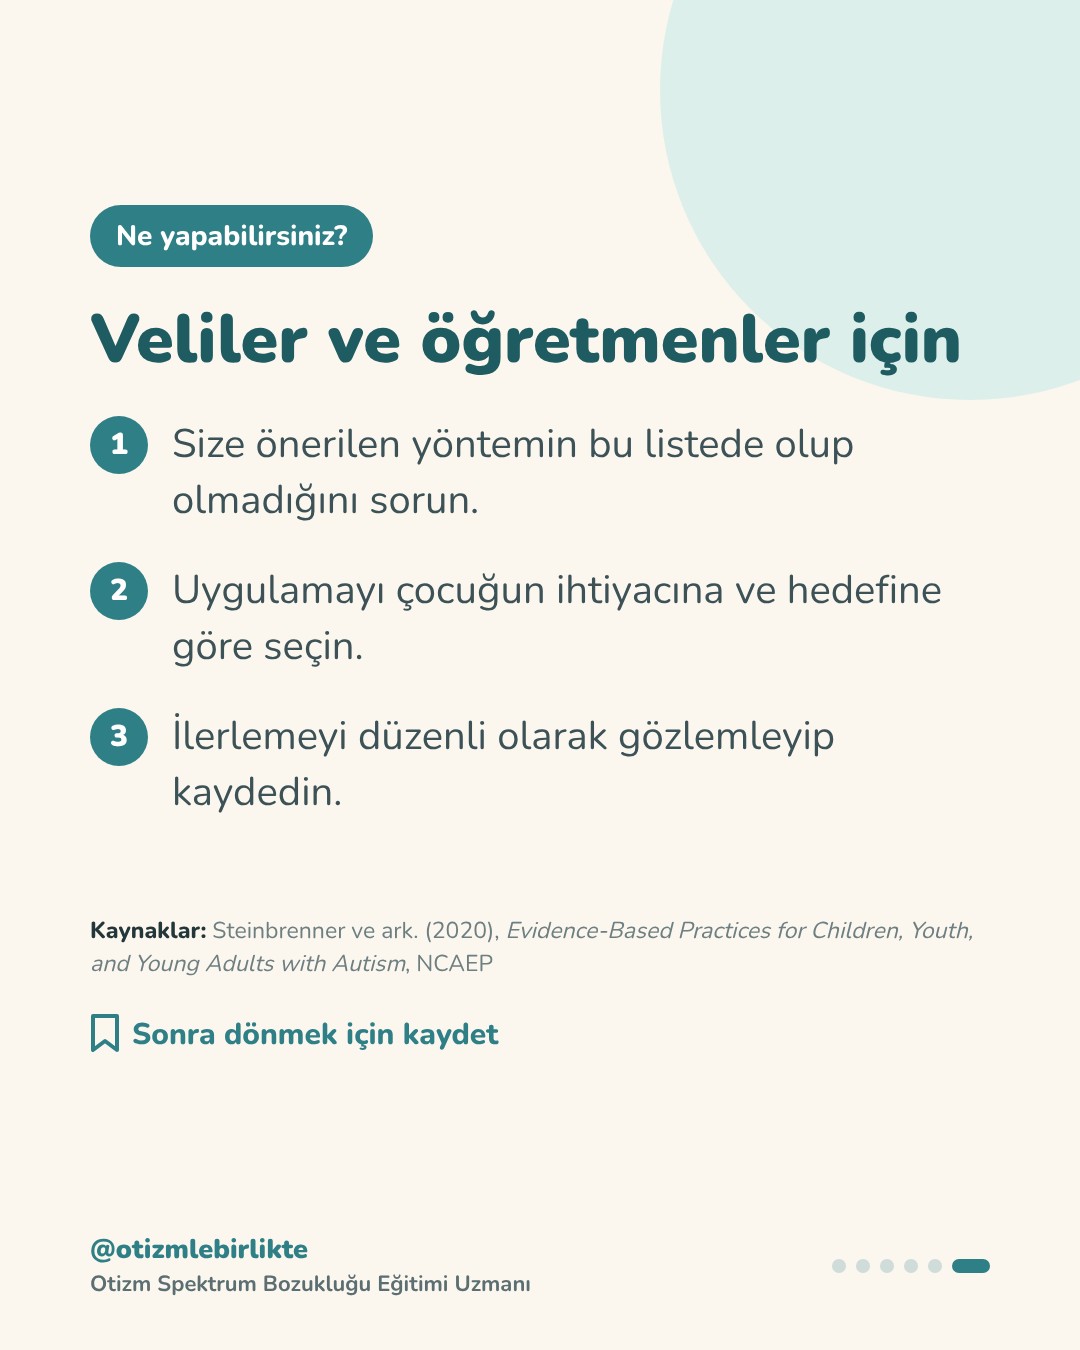 Ne yapabilirsiniz?
Veliler ve öğretmenler için
1 Size önerilen yöntemin bu listede olup
olmadığını sorun.
2 Uygulamayı çocuğun ihtiyacına ve hedefine
göre seçin.
3 İlerlemeyi düzenli olarak gözlemleyip
kaydedin.
Kaynaklar: Steinbrenner ve ark. (2020), Evidence-Based Practices for Children, Youth,
and Young Adults with Autism, NCAEP
Sonra dönmek için kaydet
@otizmlebirlikte
Otizm Spektrum Bozukluğu Eğitimi Uzmanı